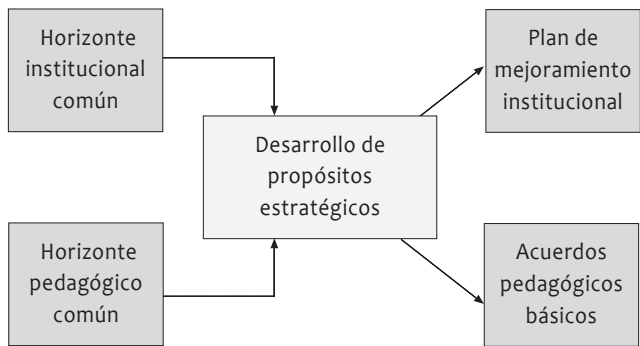 Horizonte
institucional
común
Plan de
mejoramiento
institucional
Desarrollo de
propósitos
estratégicos
Horizonte
pedagógico
común
Acuerdos
pedagógicos
básicos